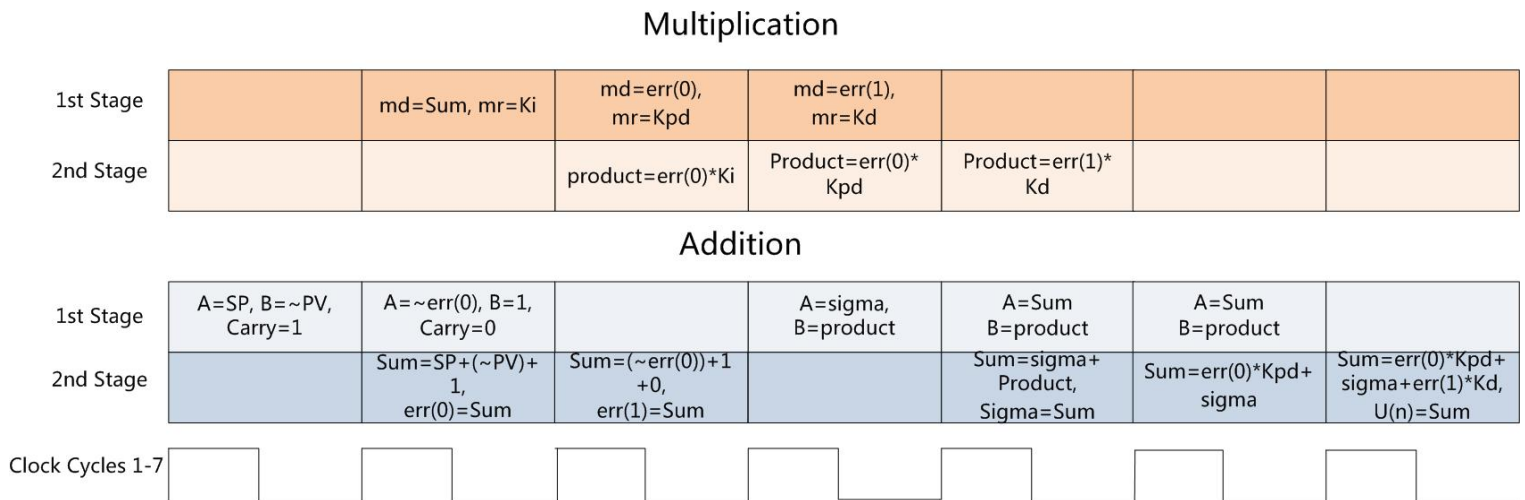 Multiplication
1st Stage
md=Sum, mr=Ki
md=err(0),
mr=Kpd
md=err(1),
mr=Kd
2nd Stage
product=err(0)*Ki
Product=err(0)*
Kpd
Product=err(1)*
Kd
Addition
1st Stage
A=SP, B=~PV,
Carry=1
A=~err(0), B=1,
Carry=0
A=sigma,
B=product
A=Sum
B=product
A=Sum
B=product
2nd Stage
Sum=SP+(~PV)+
1,
err(0)=Sum
Sum=(~err(0))+1
+0,
err(1)=Sum
Sum=sigma+
Product,
Sigma=Sum
Sum=err(0)*Kpd+
sigma
Sum=err(0)*Kpd+
sigma+err(1)*Kd,
U(n)=Sum
Clock Cycles 1-7